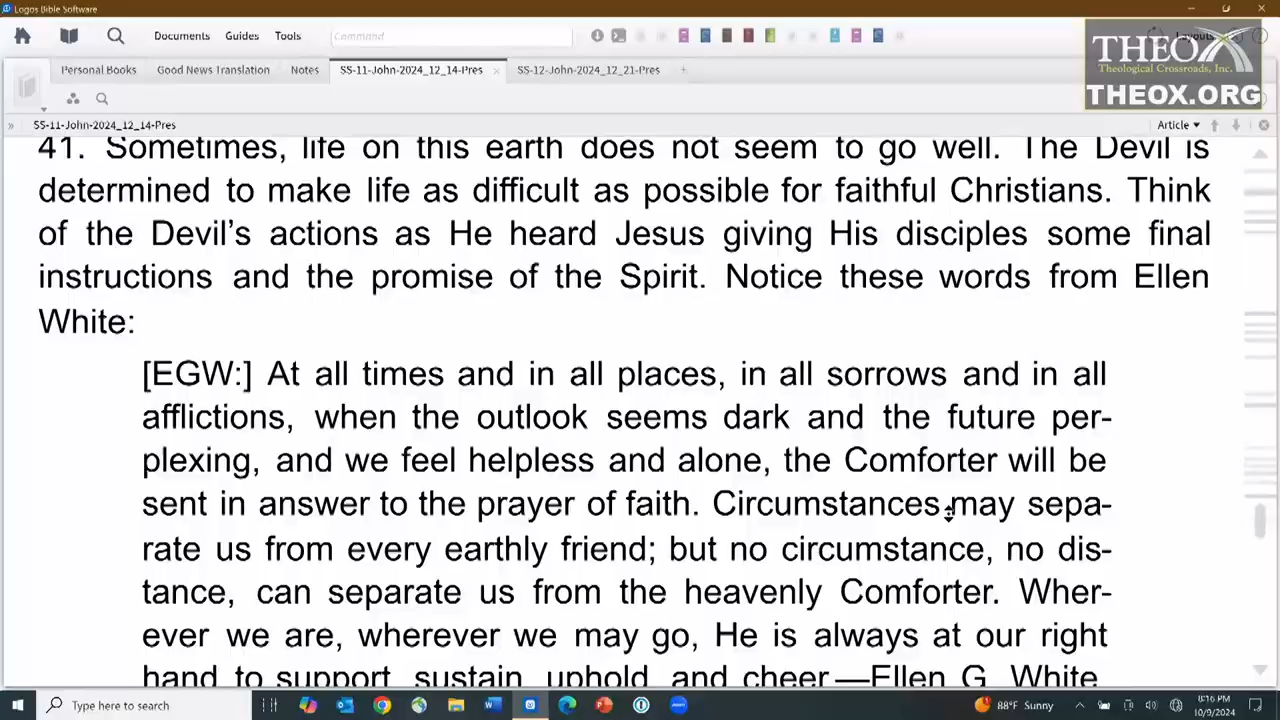 Logos Bible Software
Documents Guides Tools Command Layouts
THEOX
Theological Crossroads, Inc.
THEOX.ORG
Personal Books Good News Translation Notes SS-11-John-2024_12_14-Pres SS-12-John-2024_12_21-Pres
SS-11-John-2024_12_14-Pres Article
41. Sometimes, life on this earth does not seem to go well. The Devil is
determined to make life as difficult as possible for faithful Christians. Think
of the Devil's actions as He heard Jesus giving His disciples some final
instructions and the promise of the Spirit. Notice these words from Ellen
White:
[EGW:] At all times and in all places, in all sorrows and in all
afflictions, when the outlook seems dark and the future per-
plexing, and we feel helpless and alone, the Comforter will be
sent in answer to the prayer of faith. Circumstances may sepa-
rate us from every earthly friend; but no circumstance, no dis-
tance, can separate us from the heavenly Comforter. Wher-
ever we are, wherever we may go, He is always at our right
hand to support, sustain, uphold, and cheer.—Ellen G. White,
Type here to search 88°F Sunny 8:16 PM
10/9/2024